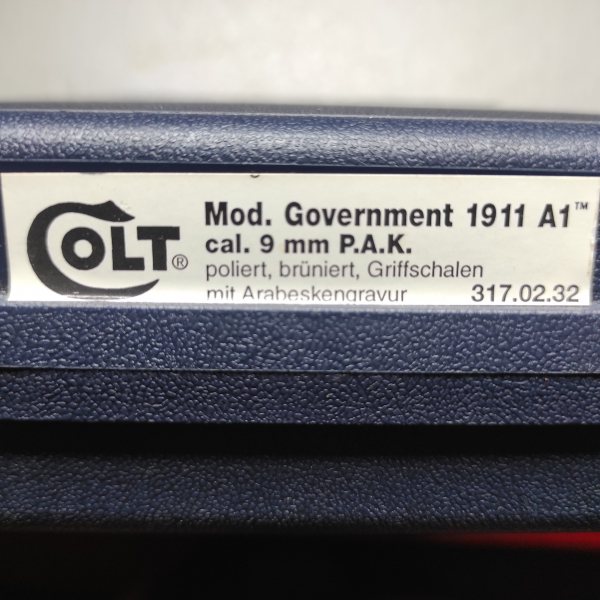 COLT®
Mod. Government 1911 A1™
cal. 9 mm P.A.K.
poliert, brüniert, Griffschalen
mit Arabeskengravur 317.02.32